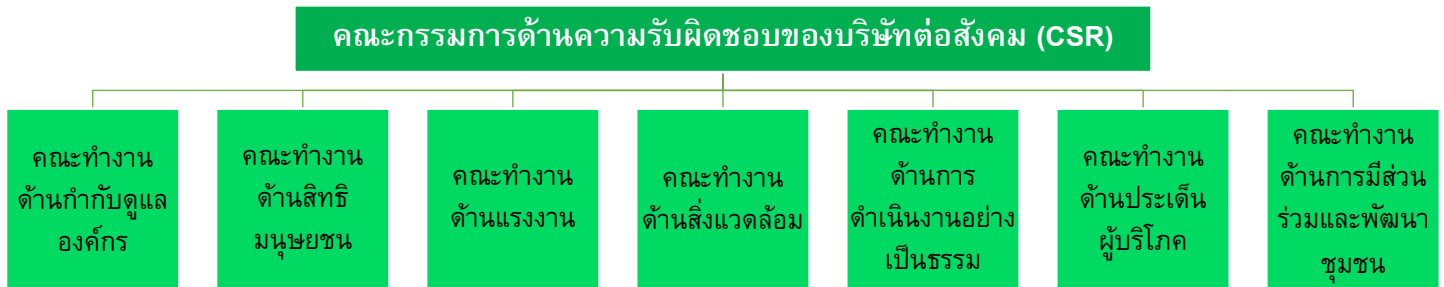 คณะกรรมการด้านความรับผิดชอบของบริษัทต่อสังคม (CSR)
คณะทำงาน
ด้านกำกับดูแล
องค์กร
คณะทำงาน
ด้านสิทธิ
มนุษยชน
คณะทำงาน
ด้านแรงงาน
คณะทำงาน
ด้านสิ่งแวดล้อม
คณะทำงาน
ด้านการ
ดำเนินงานอย่าง
เป็นธรรม
คณะทำงาน
ด้านประเด็น
ผู้บริโภค
คณะทำงาน
ด้านการมีส่วน
ร่วมและพัฒนา
ชุมชน